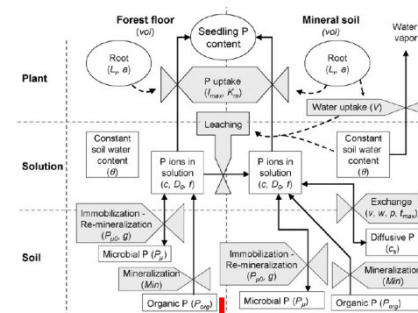 Forest floor
(vol)
Seedling P
content
Mineral soil
(vol)
Water
vapor
Root
(Lᵣ, a)
Root
(Lᵣ, a)
Plant
P uptake
(Iₘₐₓ, Kₘ)
Water uptake (V)
Leaching
Solution
Constant
soil water
content
(θ)
P ions in
solution
(c, D₀, f)
P ions in
solution
(c, D₀, f)
Constant
soil water
content
(θ)
Immobilization -
Re-mineralization
(Pμ₀, g)
Exchange
(v, w, p, tₘₐₓ)
Soil
Microbial P (Pμ)
Immobilization -
Re-mineralization
(Pμ₀, g)
Diffusive P
(cₛ)
Mineralization
(Min)
Mineralization
(Min)
Organic P (Pₒᵣg)
Microbial P (Pμ)
Organic P (Pₒᵣg)